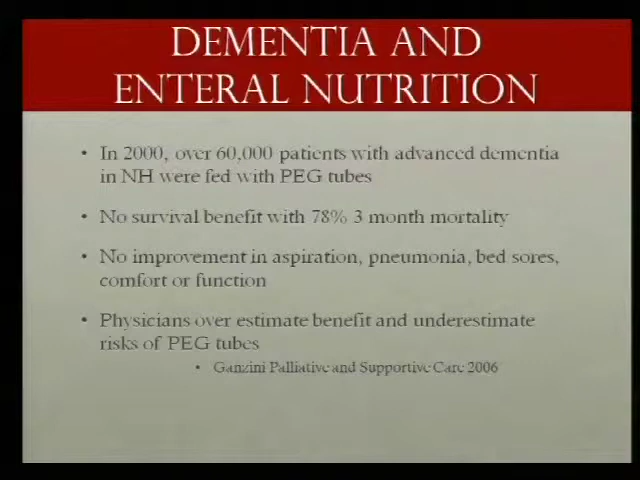 DEMENTIA AND
ENTERAL NUTRITION
• In 2000, over 60,000 patients with advanced dementia
in NH were fed with PEG tubes
• No survival benefit with 78% 3 month mortality
• No improvement in aspiration, pneumonia, bed sores,
comfort or function
• Physicians over estimate benefit and underestimate
risks of PEG tubes
• Ganzini Palliative and Supportive Care 2006